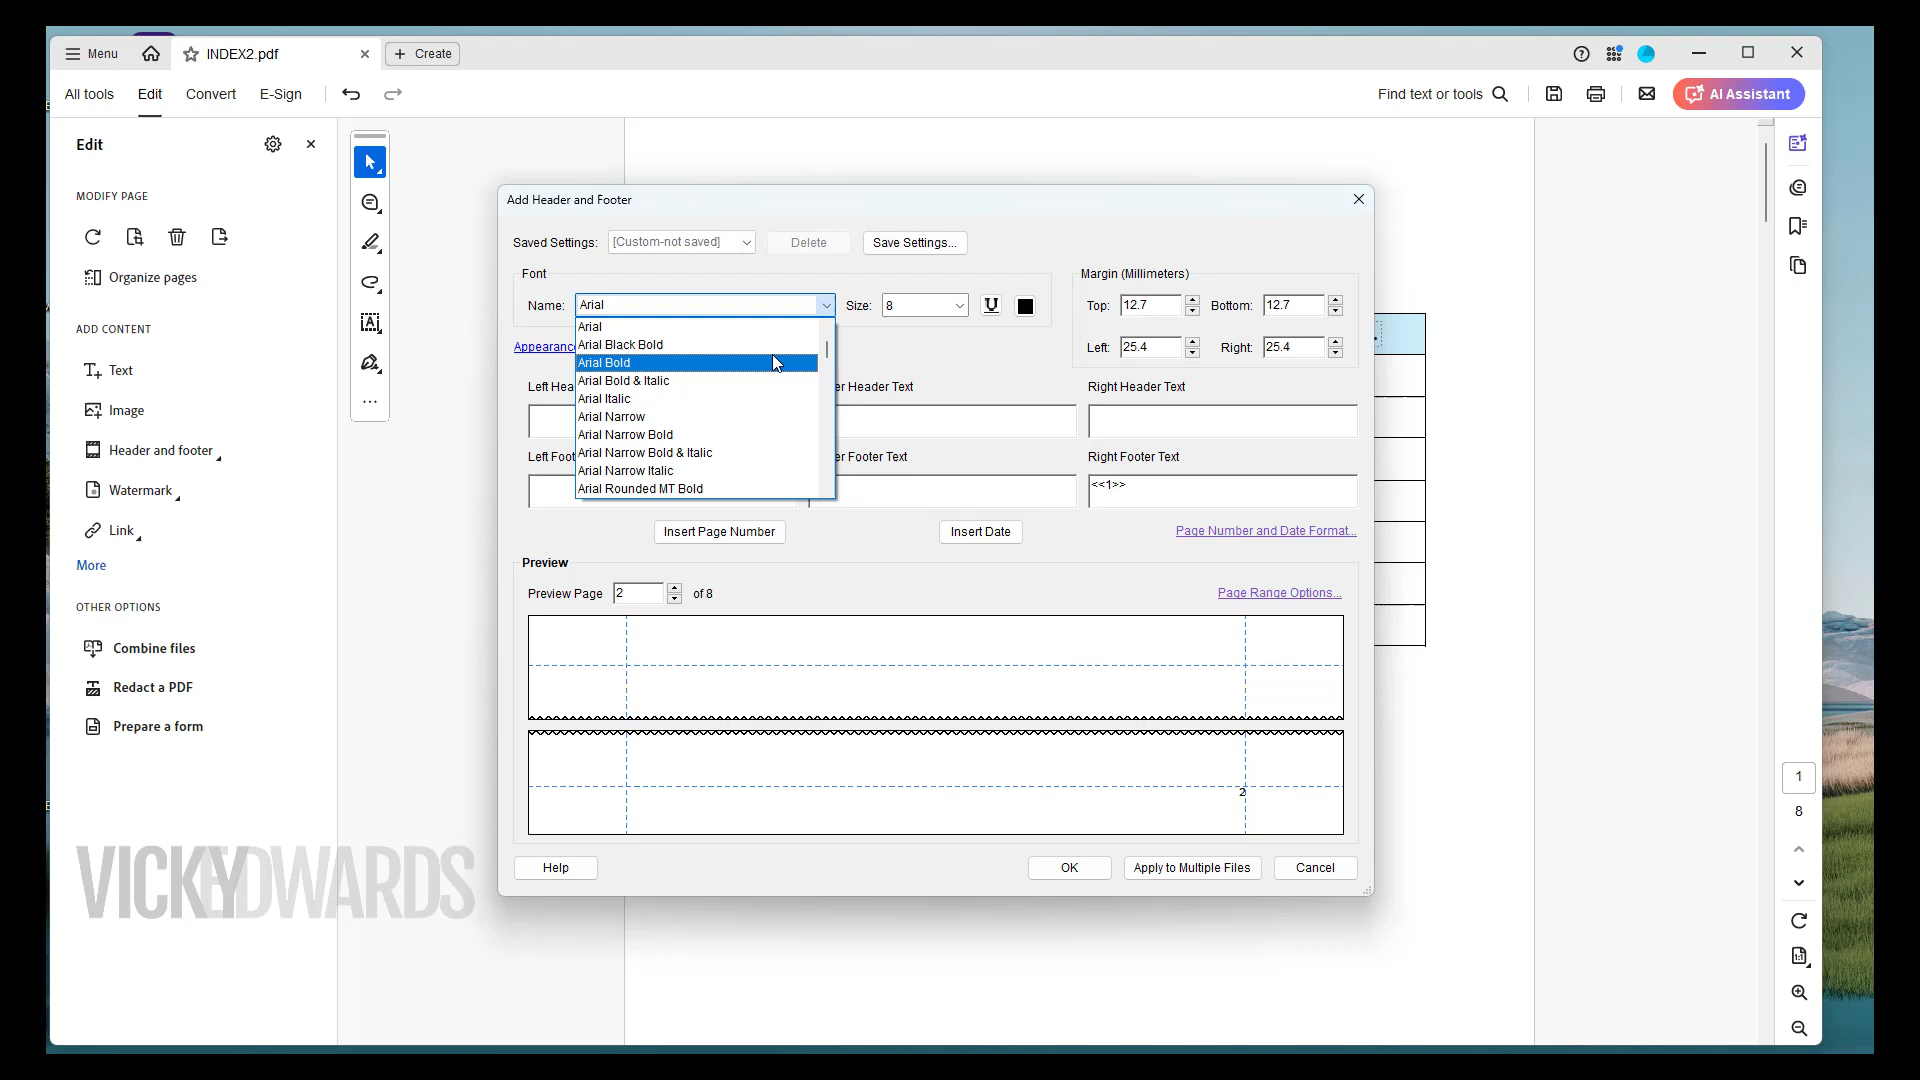 Menu
INDEX2.pdf
Create
All tools
Edit
Convert
E-Sign
Find text or tools
AI Assistant
Edit
MODIFY PAGE
Organize pages
ADD CONTENT
Text
Image
Header and footer
Watermark
Link
More
OTHER OPTIONS
Combine files
Redact a PDF
Prepare a form
VICKYEDWARDS
Add Header and Footer
Saved Settings:
[Custom-not saved]
Delete
Save Settings...
Font
Name:
Arial
Size:
8
Margin (Millimeters)
Top:
12.7
Bottom:
12.7
Left:
25.4
Right:
25.4
Arial
Arial Black Bold
Arial Bold
Arial Bold & Italic
Arial Italic
Arial Narrow
Arial Narrow Bold
Arial Narrow Bold & Italic
Arial Narrow Italic
Arial Rounded MT Bold
Header Text
Right Header Text
Footer Text
Right Footer Text
<<1>>
Insert Page Number
Insert Date
Page Number and Date Format...
Preview
Preview Page
2
of 8
Page Range Options...
2
Help
OK
Apply to Multiple Files
Cancel
1
8